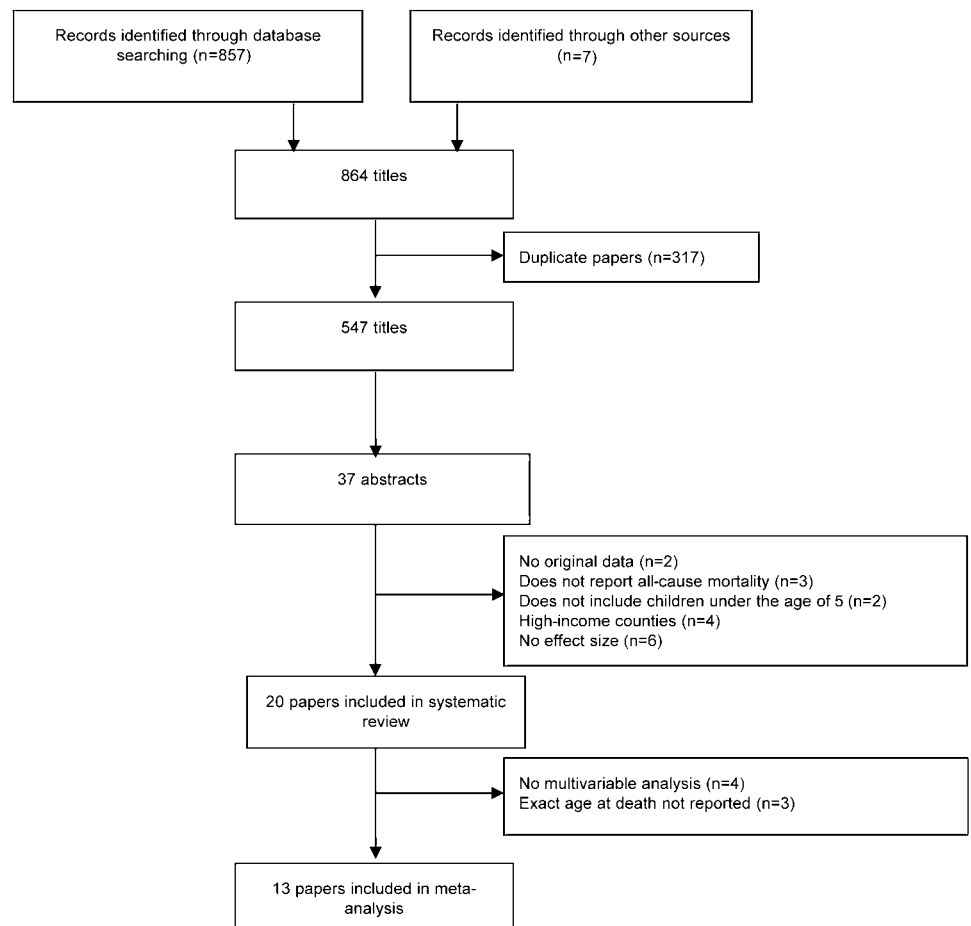 Records identified through database
searching (n=857)
Records identified through other sources
(n=7)
864 titles
Duplicate papers (n=317)
547 titles
37 abstracts
No original data (n=2)
Does not report all-cause mortality (n=3)
Does not include children under the age of 5 (n=2)
High-income counties (n=4)
No effect size (n=6)
20 papers included in systematic
review
No multivariable analysis (n=4)
Exact age at death not reported (n=3)
13 papers included in meta-
analysis